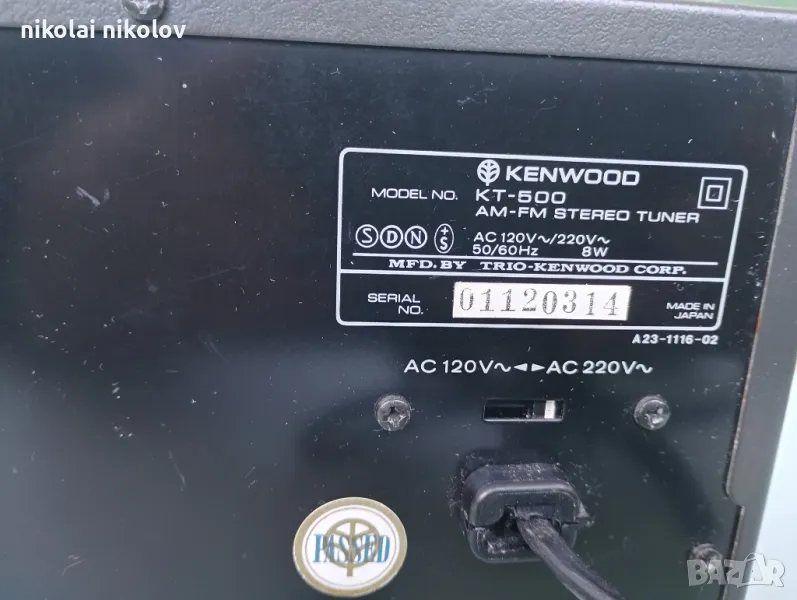 nikolai nikolov
KENWOOD
MODEL NO. KT-500
AM-FM STEREO TUNER
S D N +S
AC 120V~/220V~
50/60Hz 8W
MFD. BY TRIO-KENWOOD CORP.
SERIAL NO. 01120314
MADE IN JAPAN
A23-1116-02
AC 120V~ ◄► AC 220V~
PASSED
BAZAR